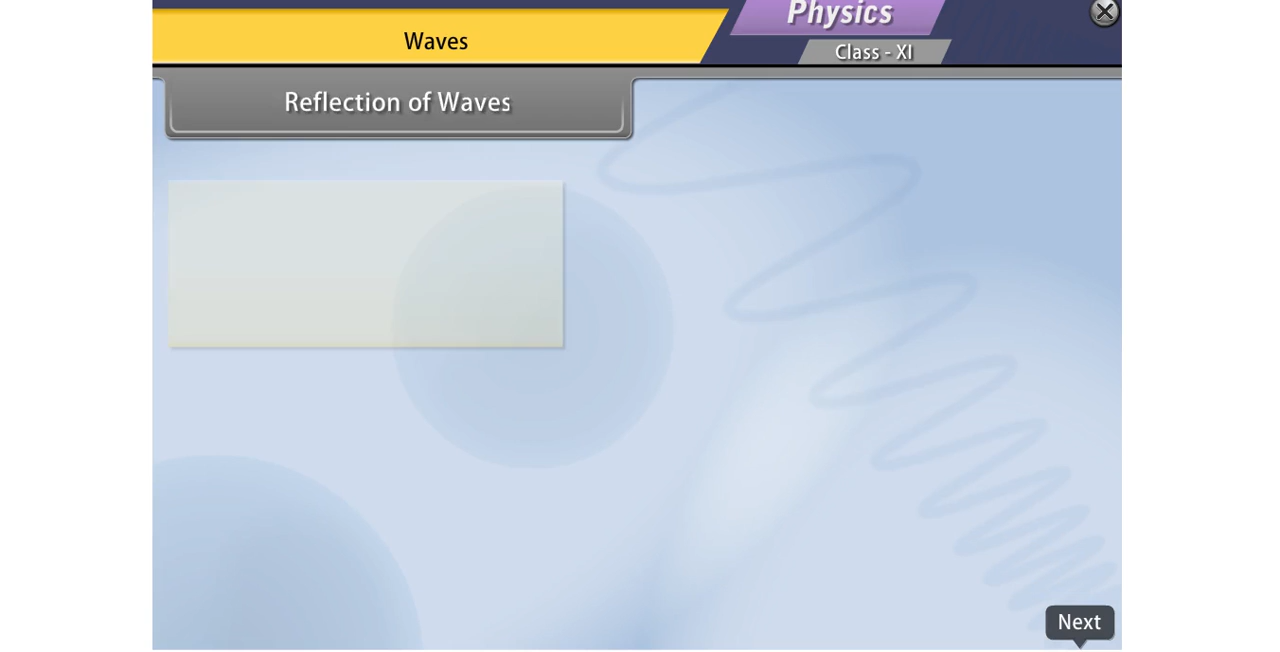 Physics
Waves
Class - XI
Reflection of Waves
Next